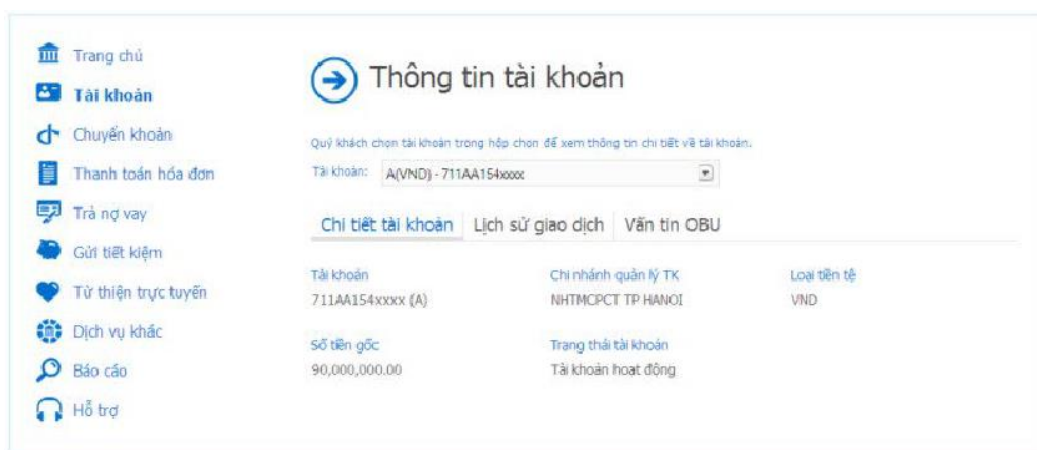 Trang chủ
Tài khoản
Chuyển khoản
Thanh toán hóa đơn
Trả nợ vay
Gửi tiết kiệm
Từ thiện trực tuyến
Dịch vụ khác
Báo cáo
Hỗ trợ
Thông tin tài khoản
Quý khách chọn tài khoản trong hộp chọn để xem thông tin chi tiết về tài khoản.
Tài khoản: A(VND) - 711AA154xxxx
Chi tiết tài khoản Lịch sử giao dịch Vấn tin OBU
Tài khoản Chi nhánh quản lý TK Loại tiền tệ
711AA154xxxx (A) NHTMCPCT TP HANOI VND
Số tiền gốc Trạng thái tài khoản
90,000,000.00 Tài khoản hoạt động